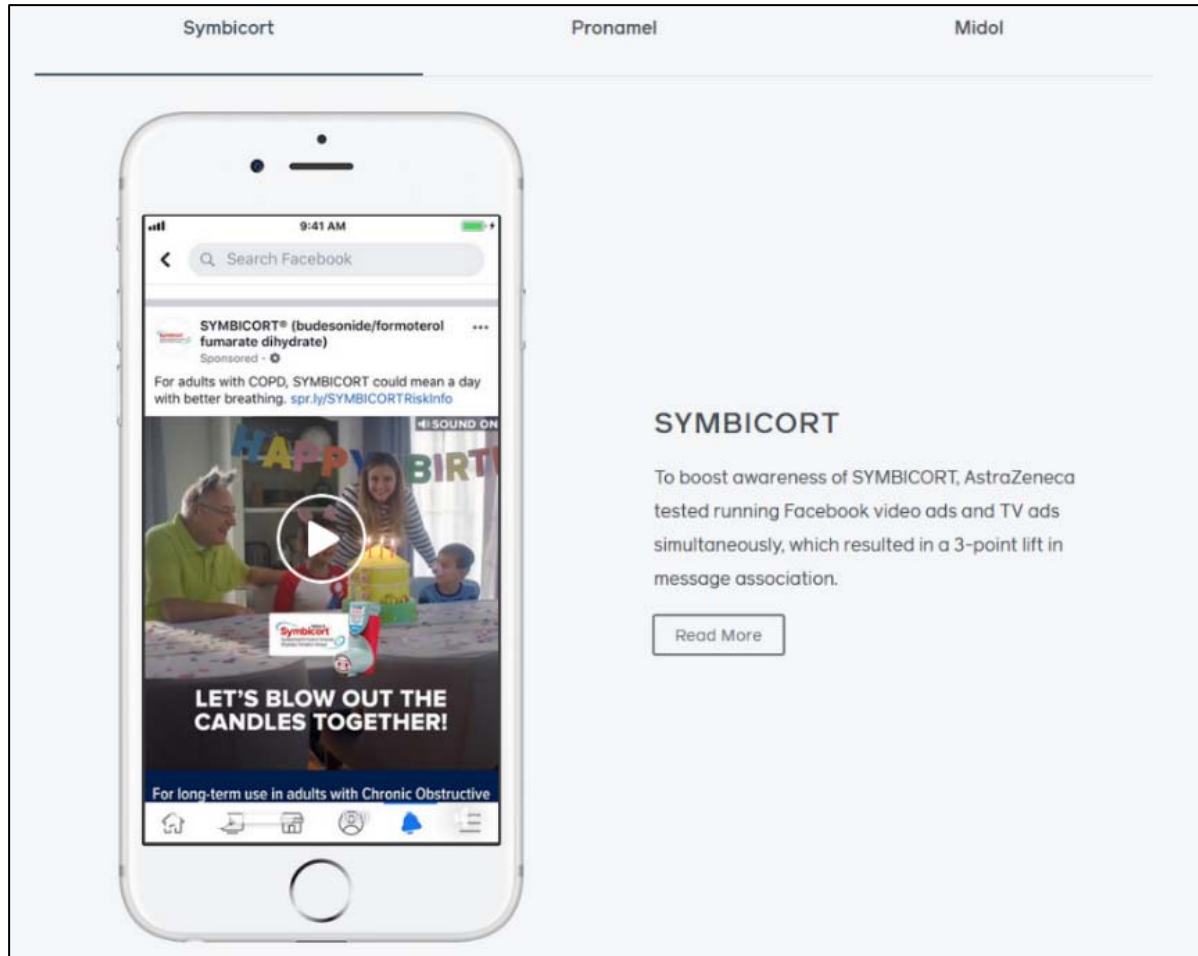 Symbicort Pronamel Midol
9:41 AM
Search Facebook
SYMBICORT® (budesonide/formoterol
fumarate dihydrate)
Sponsored -
For adults with COPD, SYMBICORT could mean a day
with better breathing. spr.ly/SYMBICORTRiskInfo
SOUND ON
HAPPY BIRT
Symbicort
LET'S BLOW OUT THE
CANDLES TOGETHER!
For long-term use in adults with Chronic Obstructive
SYMBICORT
To boost awareness of SYMBICORT, AstraZeneca
tested running Facebook video ads and TV ads
simultaneously, which resulted in a 3-point lift in
message association.
Read More